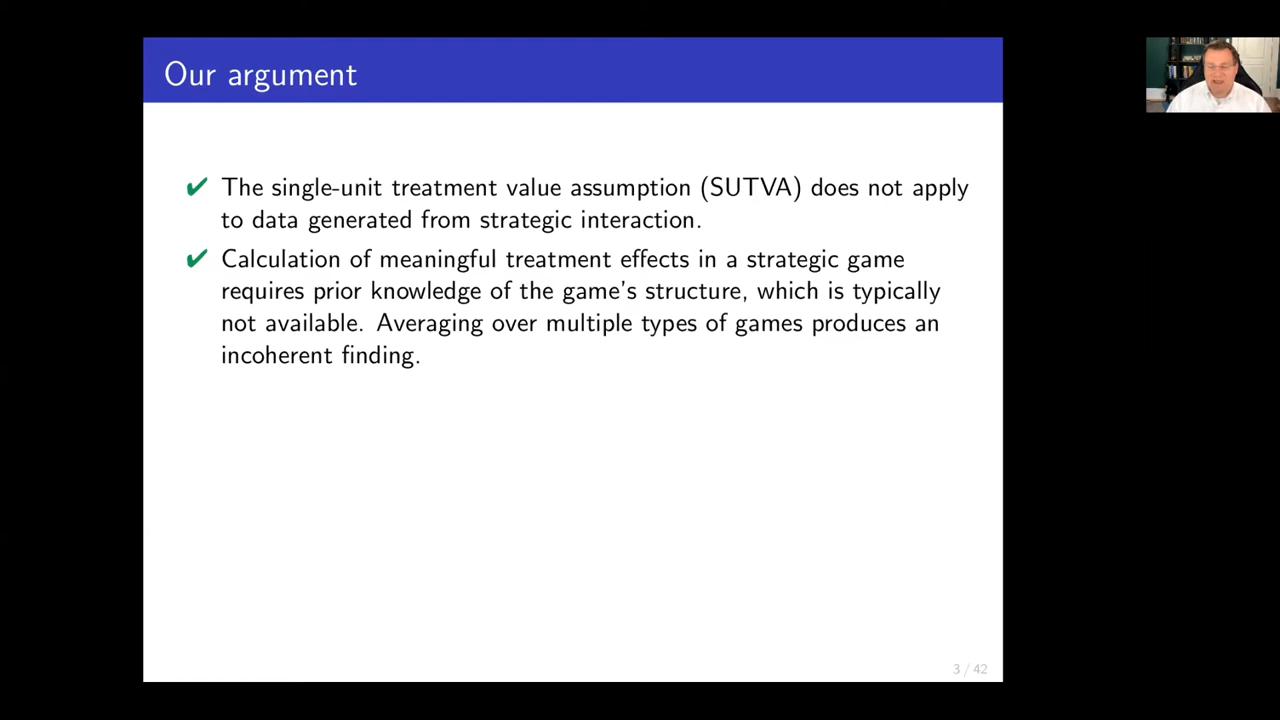 Our argument
✔ The single-unit treatment value assumption (SUTVA) does not apply
to data generated from strategic interaction.
✔ Calculation of meaningful treatment effects in a strategic game
requires prior knowledge of the game's structure, which is typically
not available. Averaging over multiple types of games produces an
incoherent finding.
3 / 42